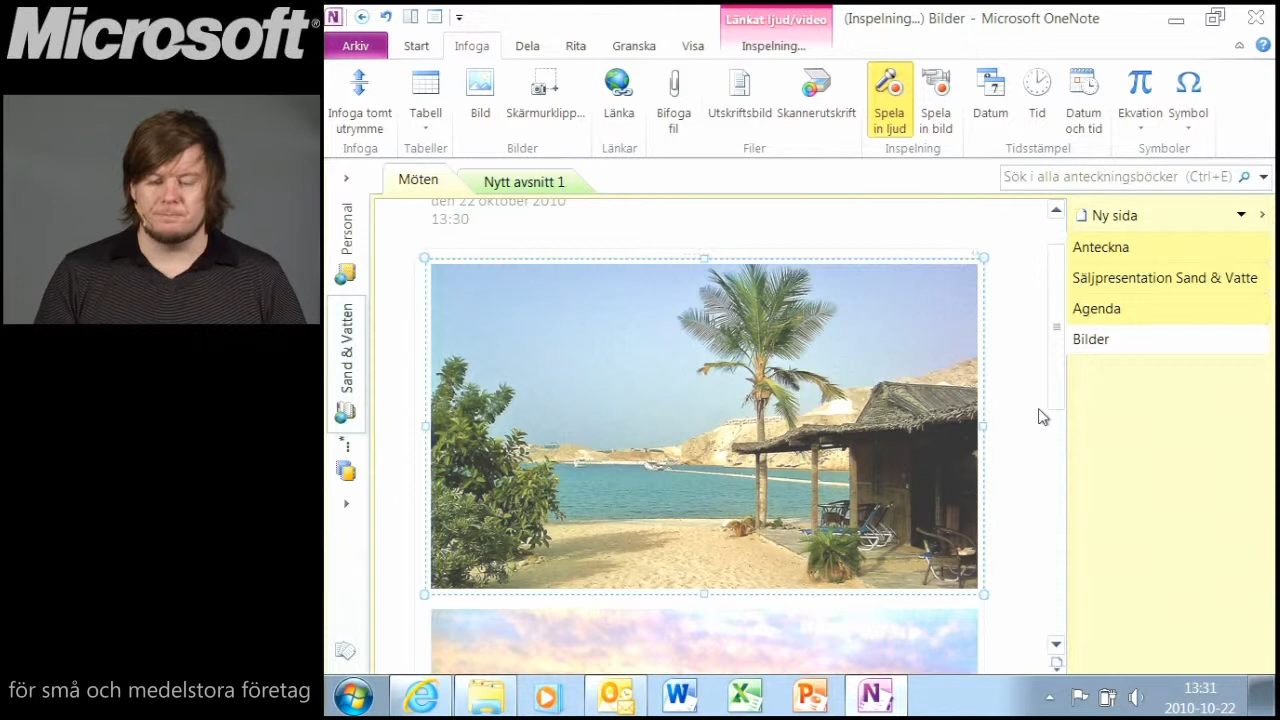 Microsoft®
för små och medelstora företag
Länkat ljud/video
(Inspelning...) Bilder - Microsoft OneNote
Arkiv Start Infoga Dela Rita Granska Visa Inspelning...
Infoga tomt utrymme
Tabell
Bild
Skärmurklipp...
Länka
Bifoga fil
Utskriftsbild
Skannerutskrift
Spela in ljud
Spela in bild
Datum
Tid
Datum och tid
Ekvation
Symbol
Infoga Tabeller Bilder Länkar Filer Inspelning Tidsstämpel Symboler
Möten
Nytt avsnitt 1
Sök i alla anteckningsböcker (Ctrl+E)
Personal
Sand & Vatten
den 22 oktober 2010
13:30
Ny sida
Anteckna
Säljpresentation Sand & Vatte
Agenda
Bilder
13:31
2010-10-22